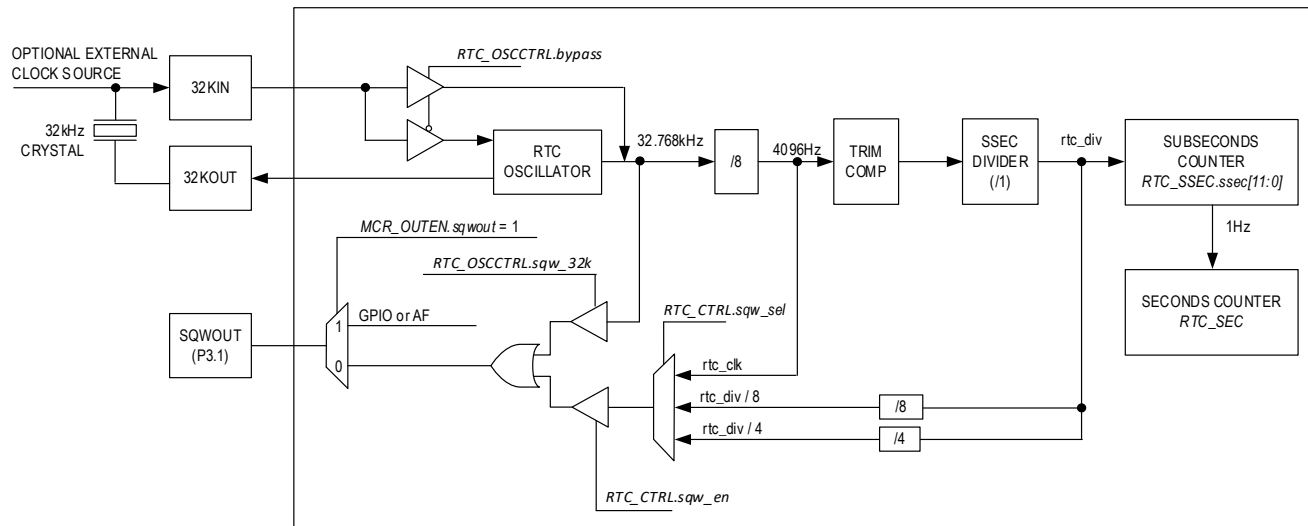 OPTIONAL EXTERNAL
CLOCK SOURCE
32KIN
32kHz
CRYSTAL
32KOUT
RTC_OSCCTRL.bypass
RTC
OSCILLATOR
32.768kHz
/8
4096Hz
TRIM
COMP
SSEC
DIVIDER
(/1)
rtc_div
SUBSECONDS
COUNTER
RTC_SSEC.ssec[11:0]
1Hz
SECONDS COUNTER
RTC_SEC
MCR_OUTEN.sqwout = 1
RTC_OSCCTRL.sqw_32k
SQWOUT
(P3.1)
1
GPIO or AF
0
RTC_CTRL.sqw_sel
rtc_clk
rtc_div / 8
/8
rtc_div / 4
/4
RTC_CTRL.sqw_en